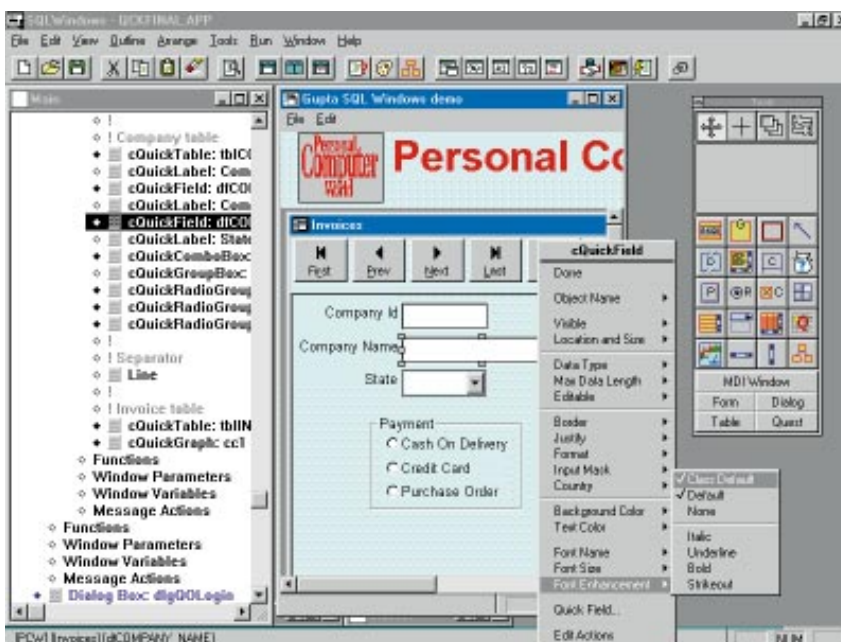 SQLWindows - QCKFINAL.APP
File Edit View Outline Arrange Tools Run Window Help
Main
!
! Company table
cQuickTable: tblCO
cQuickLabel: Com
cQuickField: dfCO
cQuickLabel: Com
cQuickField: dfCO
cQuickLabel: State
cQuickComboBox:
cQuickGroupBox:
cQuickRadioGroup
cQuickRadioGroup
cQuickRadioGroup
!
! Separator
Line
!
! Invoice table
cQuickTable: tblIN
cQuickGraph: cc1
Functions
Window Parameters
Window Variables
Message Actions
Functions
Window Parameters
Window Variables
Message Actions
Dialog Box: dlgQOLogin
Gupta SQL Windows demo
File Edit
Personal
Computer
World
Personal Co
Invoices
First Prev Next Last
Company Id
Company Name
State
Payment
Cash On Delivery
Credit Card
Purchase Order
cQuickField
Done
Object Name
Visible
Location and Size
Data Type
Max Data Length
Editable
Border
Justify
Format
Input Mask
Country
Background Color
Text Color
Font Name
Font Size
Font Enhancement
Quick Field...
Edit Actions
Class Default
Default
None
Italic
Underline
Bold
Strikeout
MDI Window
Form Dialog
Table Quest
[PCW1 Invoices][dfCOMPANY_NAME]
NUM